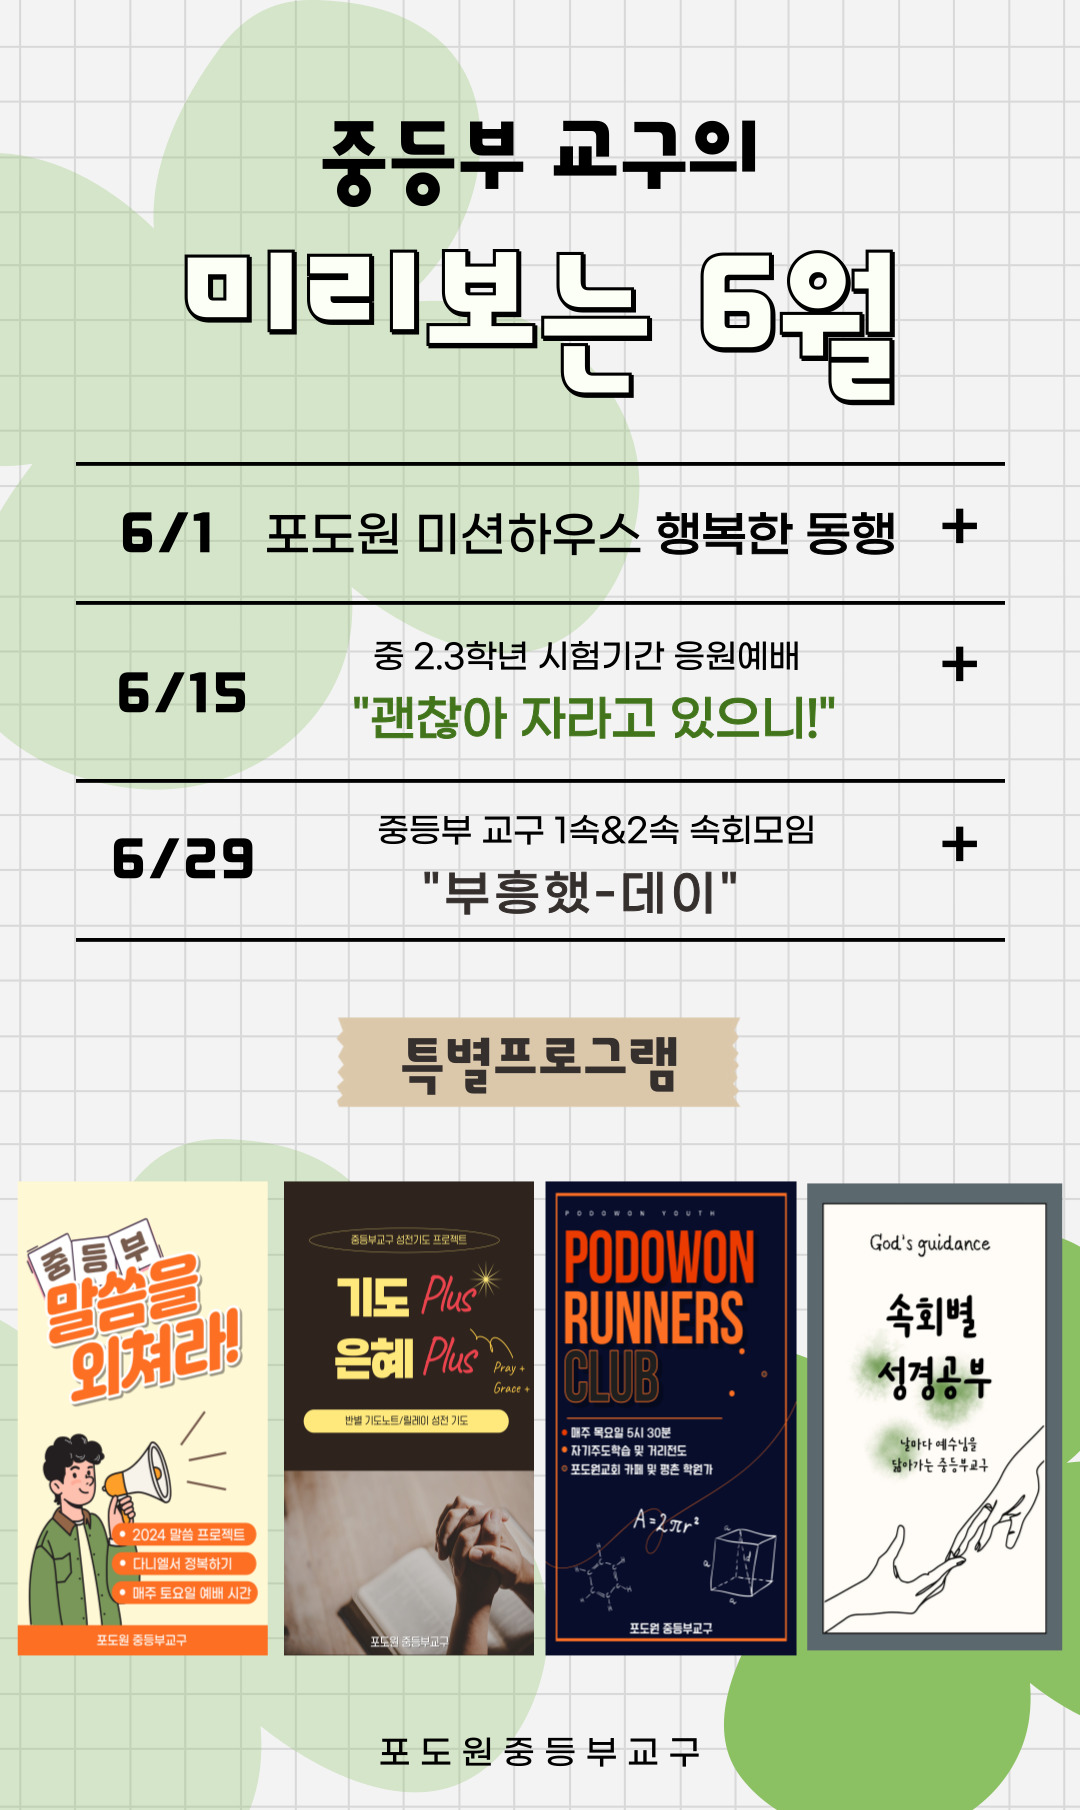 중등부 교구의
미리보는 6월
6/1 포도원 미션하우스 행복한 동행 +
중 2.3학년 시험기간 응원예배 +
6/15
"괜찮아 자라고 있으니!"
중등부 교구 1속&2속 속회모임 +
6/29
"부흥했-데이"
특별프로그램
중등부
말씀을
외쳐라!
2024 말씀 프로젝트
다니엘서 정복하기
매주 토요일 예배 시간
포도원 중등부교구
중등부교구 성전기도 프로젝트
기도 Plus
은혜 Plus
Pray +
Grace +
반별 기도노트/릴레이 성전 기도
포도원 중등부교구
PODOWON YOUTH
PODOWON
RUNNERS
CLUB
매주 목요일 5시 30분
자기주도학습 및 거리전도
포도원교회 카페 및 평촌 학원가
A=2πr²
포도원 중등부교구
God's guidance
속회별
성경공부
날마다 예수님을
닮아가는 중등부교구
포도원중등부교구